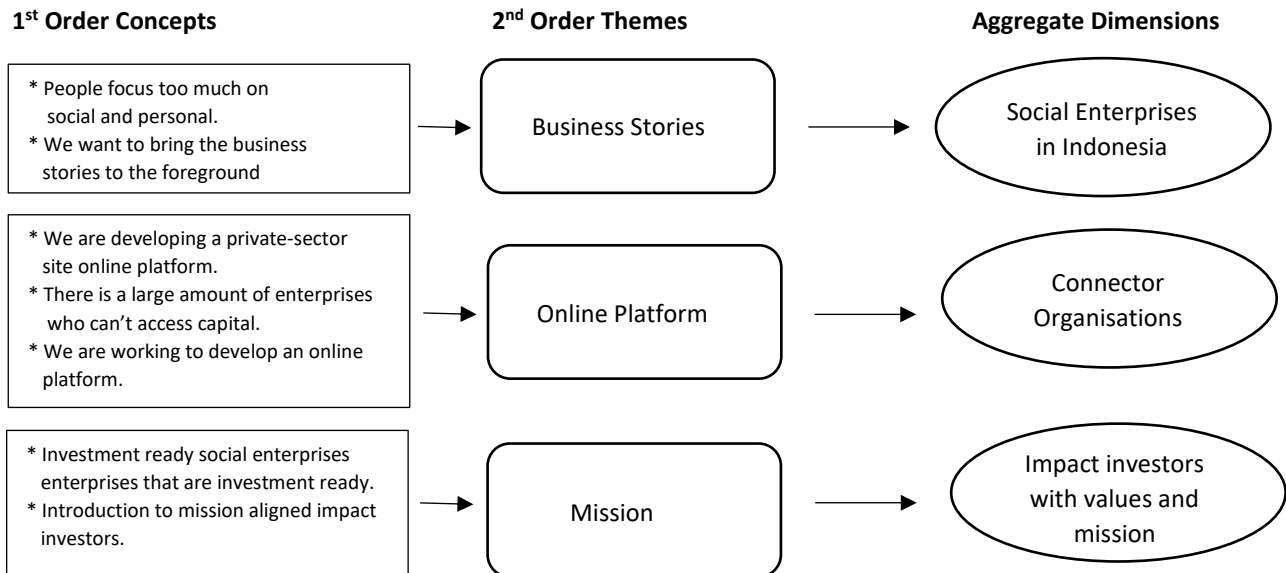 1st Order Concepts
2nd Order Themes
Aggregate Dimensions
* People focus too much on
social and personal.
* We want to bring the business
stories to the foreground
Business Stories
Social Enterprises
in Indonesia
* We are developing a private-sector
site online platform.
* There is a large amount of enterprises
who can’t access capital.
* We are working to develop an online
platform.
Online Platform
Connector
Organisations
* Investment ready social enterprises
enterprises that are investment ready.
* Introduction to mission aligned impact
investors.
Mission
Impact investors
with values and
mission